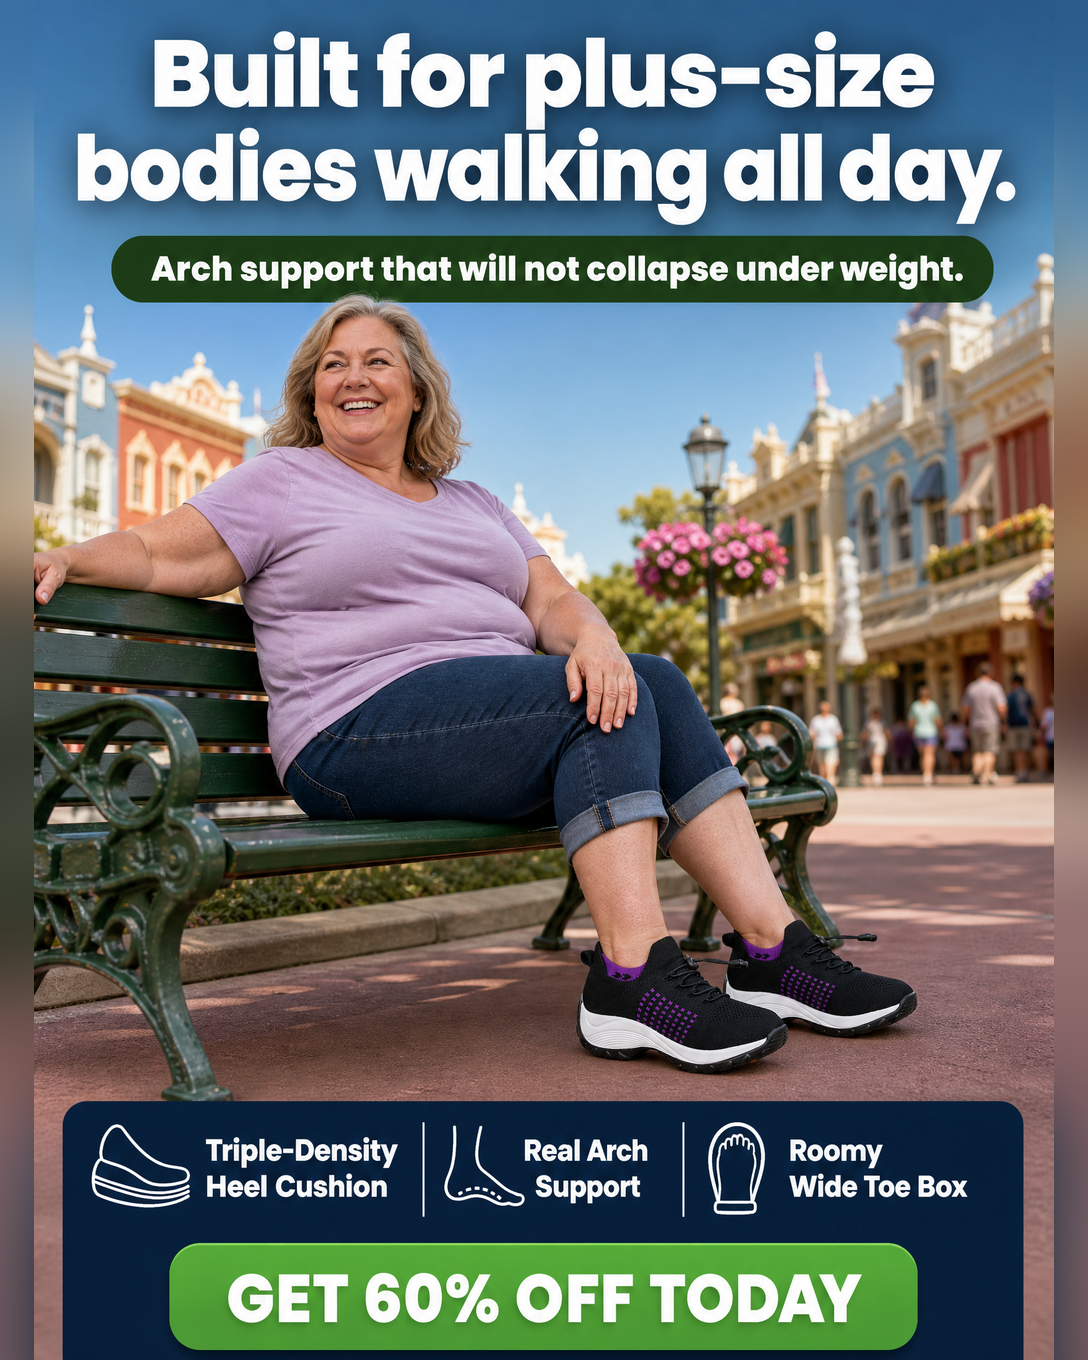 Built for plus-size
bodies walking all day.
Arch support that will not collapse under weight.
Triple-Density
Heel Cushion
Real Arch
Support
Roomy
Wide Toe Box
GET 60% OFF TODAY